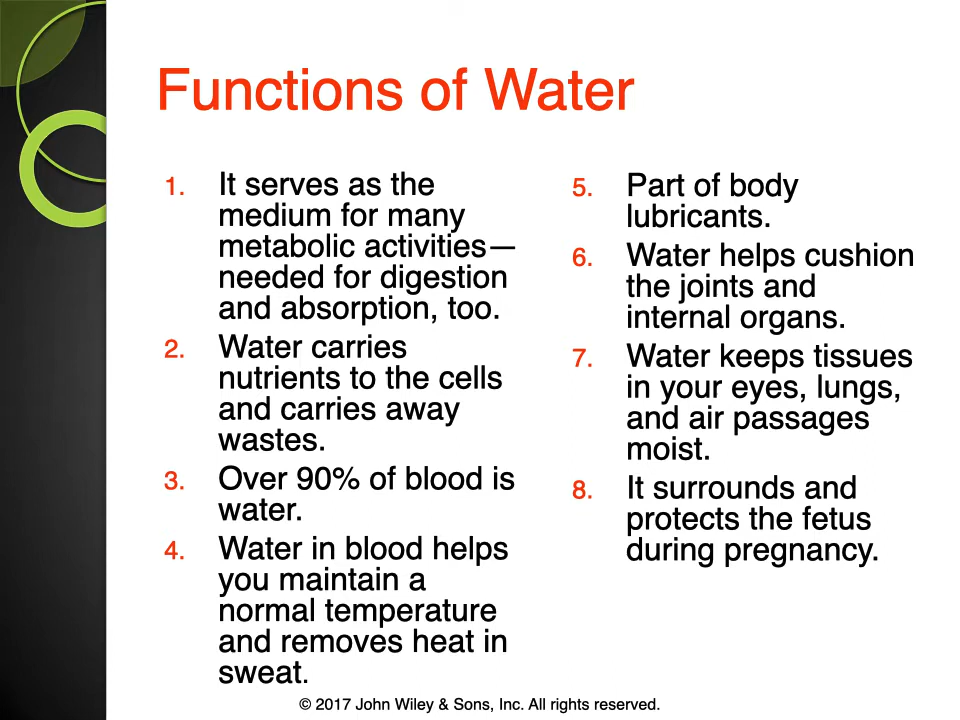 Functions of Water
1. It serves as the
medium for many
metabolic activities—
needed for digestion
and absorption, too.
2. Water carries
nutrients to the cells
and carries away
wastes.
3. Over 90% of blood is
water.
4. Water in blood helps
you maintain a
normal temperature
and removes heat in
sweat.
5. Part of body
lubricants.
6. Water helps cushion
the joints and
internal organs.
7. Water keeps tissues
in your eyes, lungs,
and air passages
moist.
8. It surrounds and
protects the fetus
during pregnancy.
© 2017 John Wiley & Sons, Inc. All rights reserved.